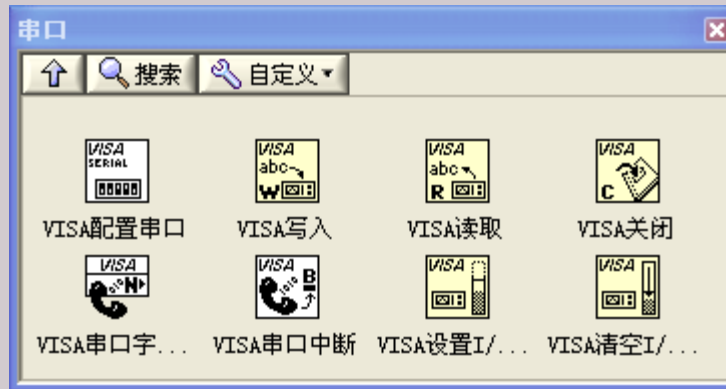 串口
搜索 自定义
VISA SERIAL
VISA abc W
VISA abc R
VISA C
VISA配置串口 VISA写入 VISA读取 VISA关闭
VISA N
VISA B
VISA
VISA
VISA串口字... VISA串口中断 VISA设置I/... VISA清空I/...